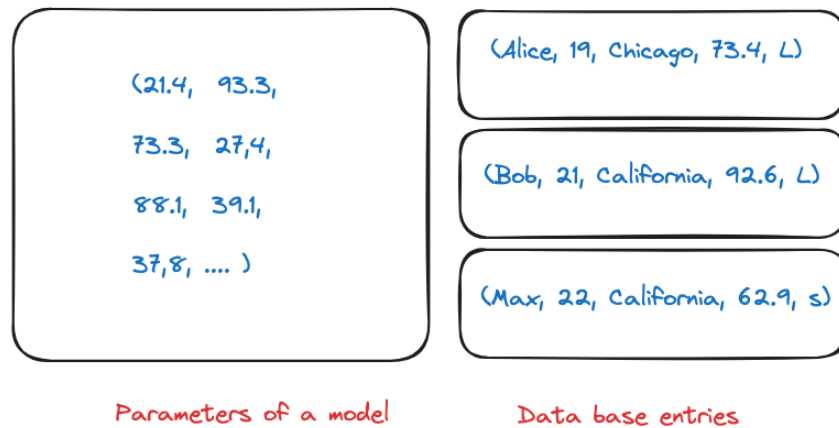 (21.4, 93.3,
73.3, 27,4,
88.1, 39.1,
37,8, .... )
Parameters of a model
(Alice, 19, Chicago, 73.4, L)
(Bob, 21, California, 92.6, L)
(Max, 22, California, 62.9, s)
Data base entries